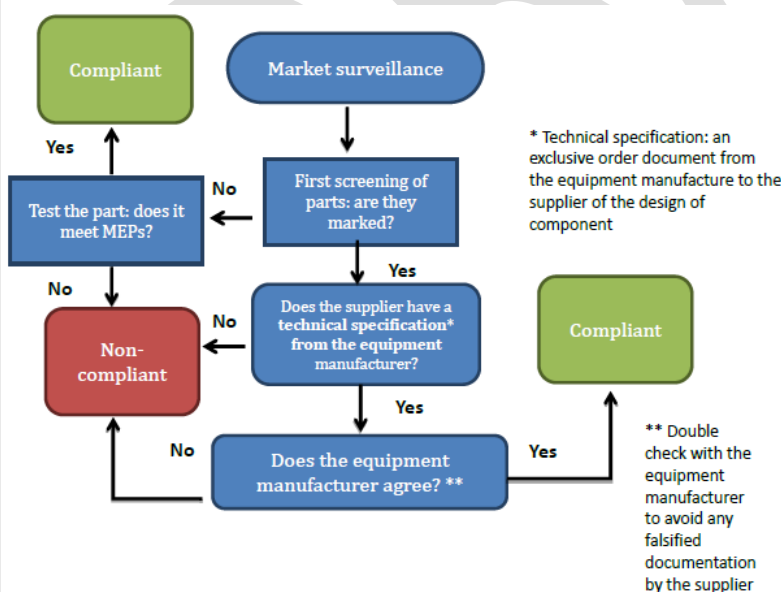 Compliant
Market surveillance
Yes
* Technical specification: an
exclusive order document from
the equipment manufacture to the
supplier of the design of
component
No
First screening of
parts: are they
marked?
Test the part: does it
meet MEPs?
No
Yes
Does the supplier have a
technical specification*
from the equipment
manufacturer?
No
Non-
compliant
Compliant
Yes
No
Does the equipment
manufacturer agree? **
Yes
** Double
check with the
equipment
manufacturer
to avoid any
falsified
documentation
by the supplier